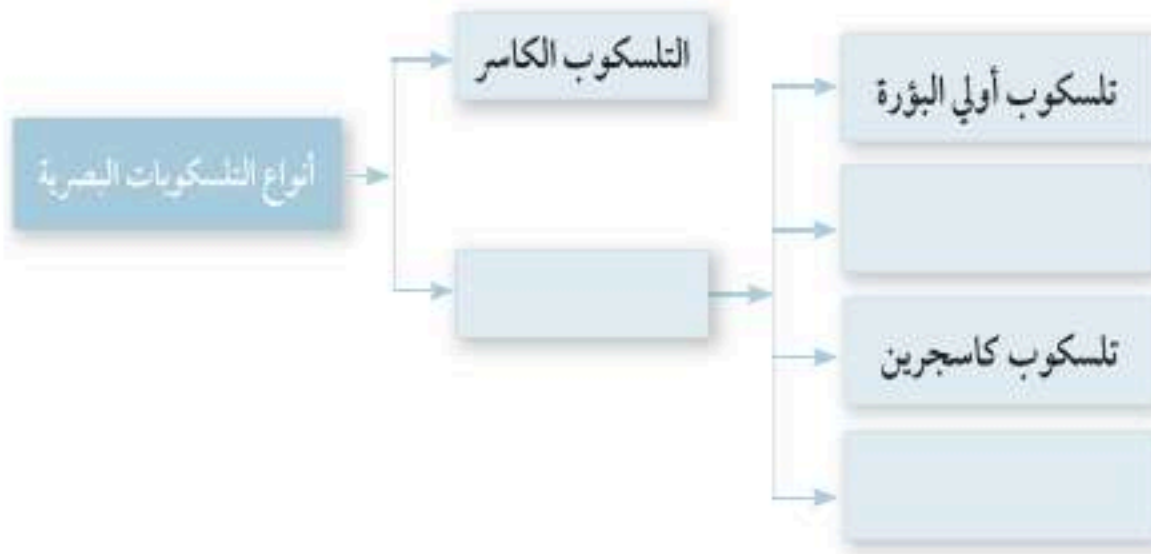 أنواع التلسكوبات البصرية
التلسكوب الكاسر
تلسكوب أولي البؤرة
تلسكوب كاسجرين